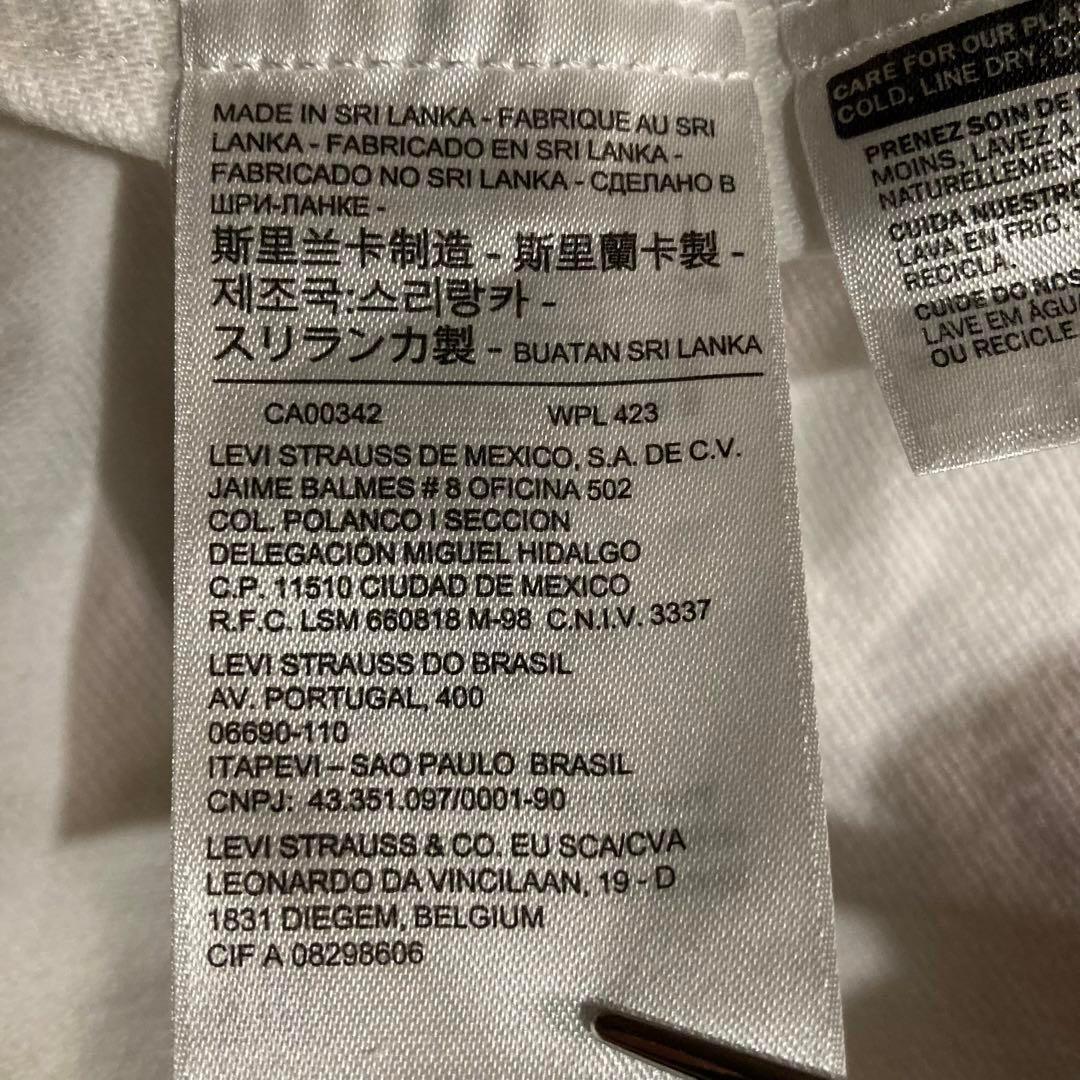 MADE IN SRI LANKA - FABRIQUE AU SRI
LANKA - FABRICADO EN SRI LANKA -
FABRICADO NO SRI LANKA - СДЕЛАНО В
ШРИ-ЛАНКЕ -
斯里兰卡制造 - 斯里蘭卡製 -
제조국:스리랑카 -
スリランカ製 - BUATAN SRI LANKA
CA00342 WPL 423
LEVI STRAUSS DE MEXICO, S.A. DE C.V.
JAIME BALMES # 8 OFICINA 502
COL. POLANCO I SECCION
DELEGACIÓN MIGUEL HIDALGO
C.P. 11510 CIUDAD DE MEXICO
R.F.C. LSM 660818 M-98 C.N.I.V. 3337
LEVI STRAUSS DO BRASIL
AV. PORTUGAL, 400
06690-110
ITAPEVI – SAO PAULO BRASIL
CNPJ: 43.351.097/0001-90
LEVI STRAUSS & CO. EU SCA/CVA
LEONARDO DA VINCILAAN, 19 - D
1831 DIEGEM, BELGIUM
CIF A 08298606
CARE FOR OUR
COLD, LINE DRY,
PRENEZ SOIN DE
MOINS, LAVEZ À
NATURELLEMENT
CUIDA NUESTRO
LAVA EN FRIO,
RECICLA.
CUIDE DO NOS
LAVE EM ÁGU
OU RECICLE